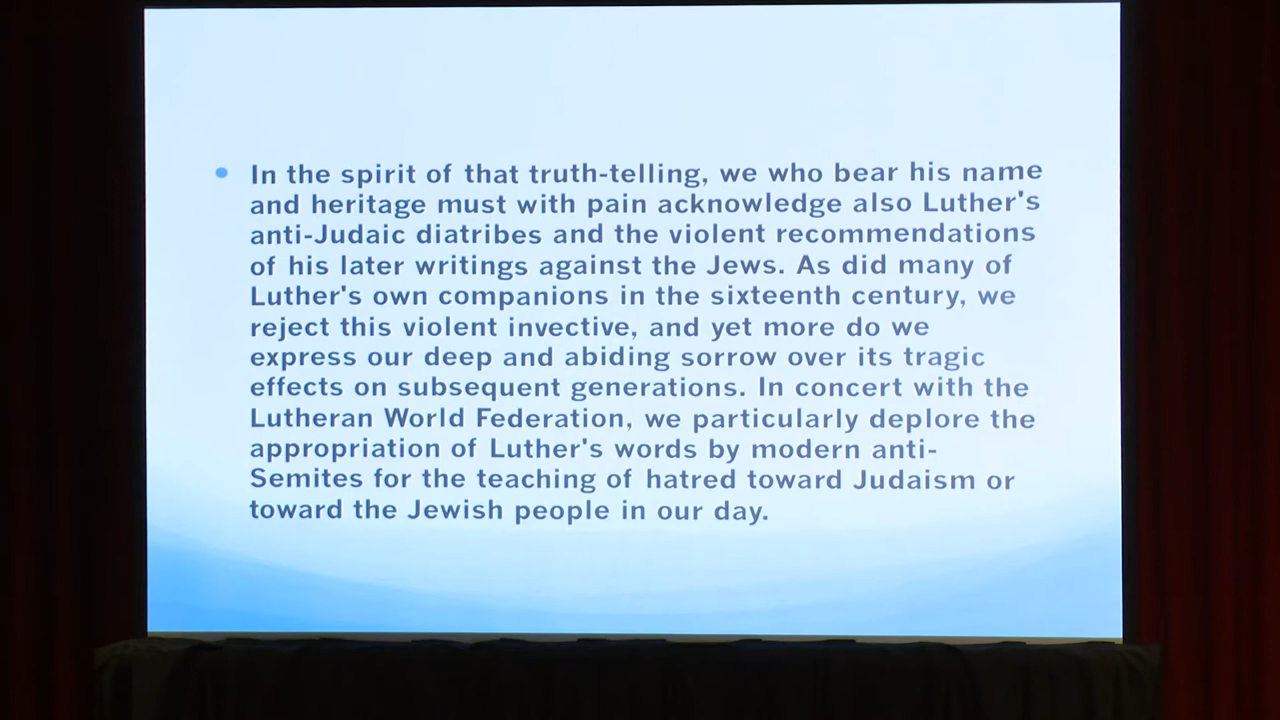 • In the spirit of that truth-telling, we who bear his name
and heritage must with pain acknowledge also Luther's
anti-Judaic diatribes and the violent recommendations
of his later writings against the Jews. As did many of
Luther's own companions in the sixteenth century, we
reject this violent invective, and yet more do we
express our deep and abiding sorrow over its tragic
effects on subsequent generations. In concert with the
Lutheran World Federation, we particularly deplore the
appropriation of Luther's words by modern anti-
Semites for the teaching of hatred toward Judaism or
toward the Jewish people in our day.